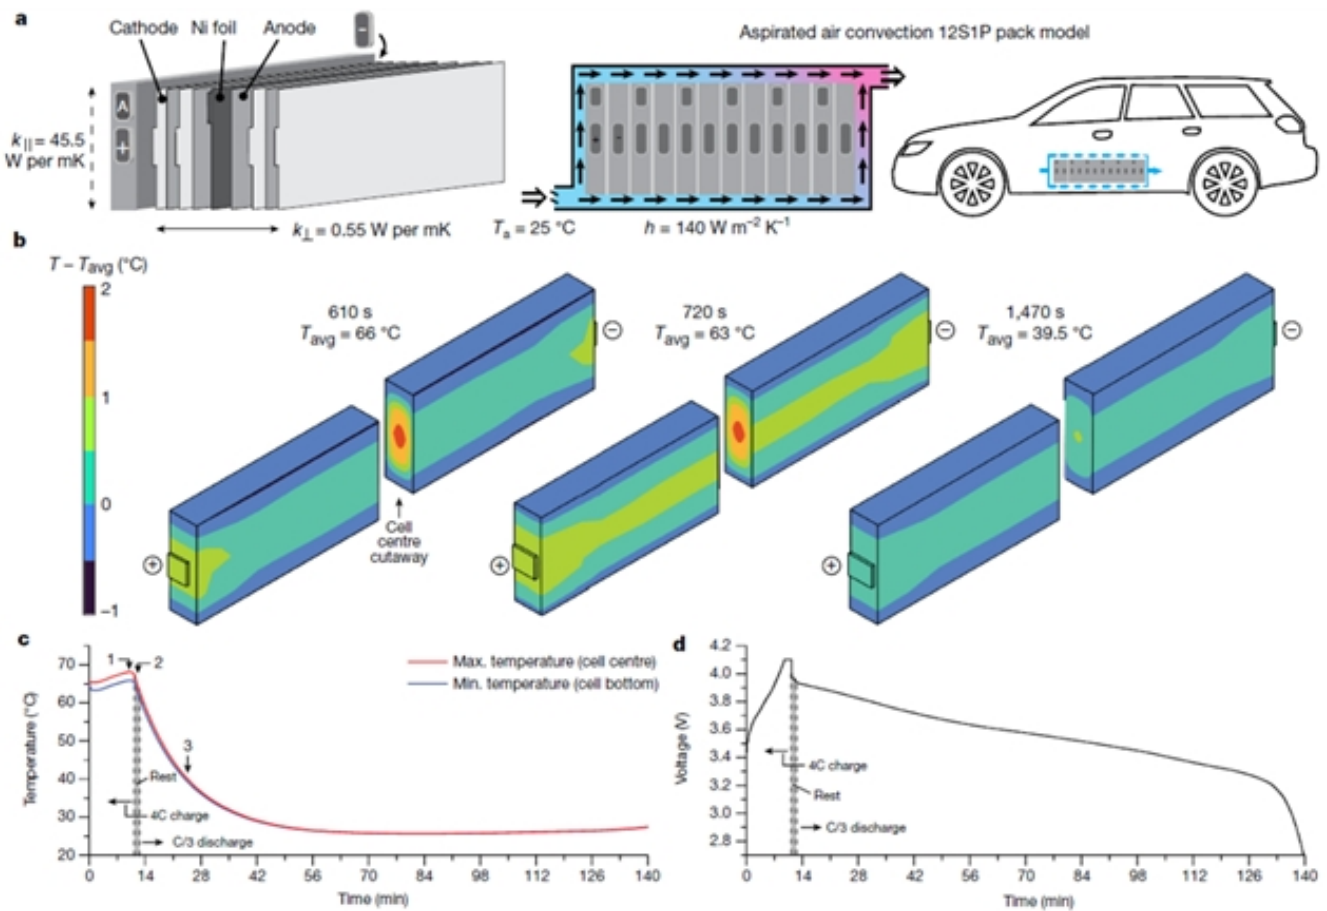 a
Cathode Ni foil Anode
−
Aspirated air convection 12S1P pack model
A
+
k|| = 45.5
W per mK
k⊥ = 0.55 W per mK
Ta = 25 °C
h = 140 W m−2 K−1
b
T − Tavg (°C)
2
1
0
−1
610 s
Tavg = 66 °C
720 s
Tavg = 63 °C
1,470 s
Tavg = 39.5 °C
−
−
−
Cell
centre
cutaway
+
+
+
c
Temperature (°C)
70
60
50
40
30
20
1
2
3
Max. temperature (cell centre)
Min. temperature (cell bottom)
Rest
4C charge
C/3 discharge
0 14 28 42 56 70 84 98 112 126 140
Time (min)
d
Voltage (V)
4.2
4.0
3.8
3.6
3.4
3.2
3.0
2.8
4C charge
Rest
C/3 discharge
0 14 28 42 56 70 84 98 112 126 140
Time (min)